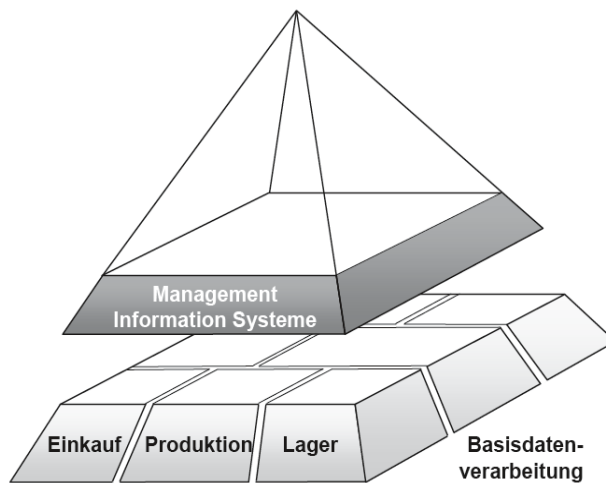 Management
Information Systeme
Einkauf
Produktion
Lager
Basisdaten-
verarbeitung